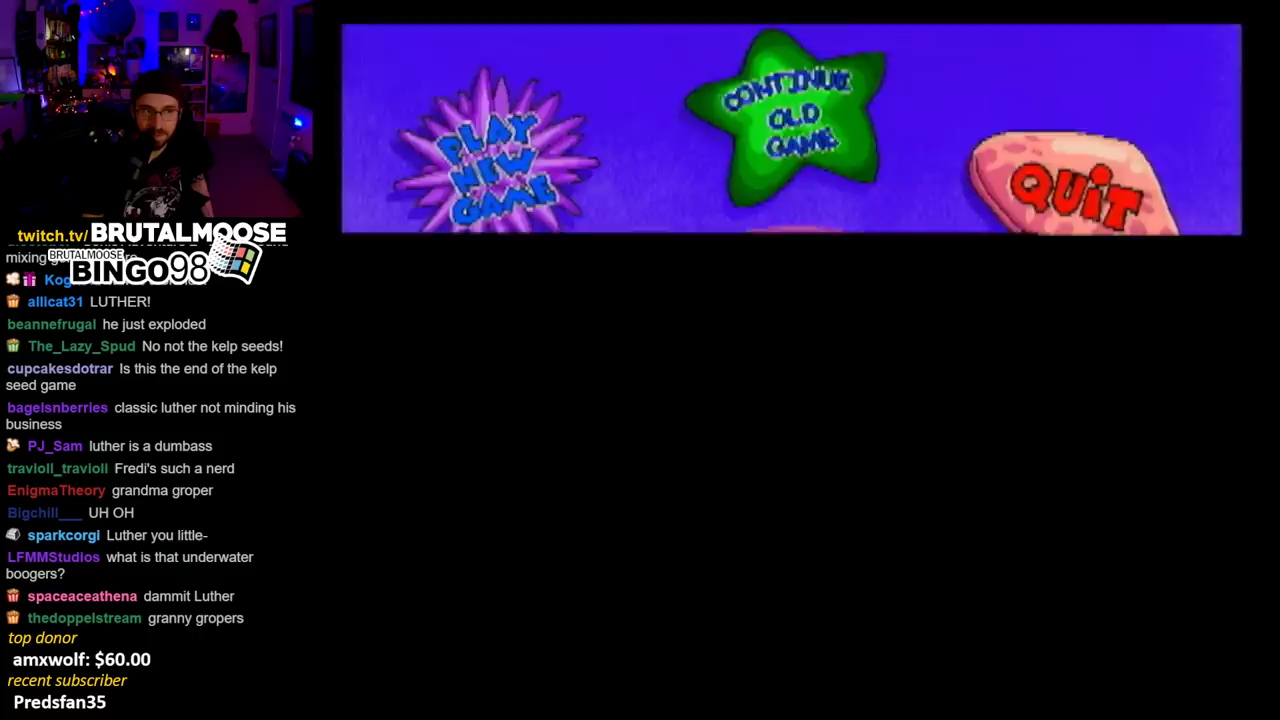 PLAY
NEW
GAME
CONTINUE
OLD
GAME
QUiT
twitch.tv/BRUTALMOOSE
BRUTALMOOSE
BINGO98
mixing
Kog
allicat31 LUTHER!
beannefrugal he just exploded
The_Lazy_Spud No not the kelp seeds!
cupcakesdotrar Is this the end of the kelp
seed game
bagelsnberries classic luther not minding his
business
PJ_Sam luther is a dumbass
travioll_travioli Fredi's such a nerd
EnigmaTheory grandma groper
Bigchill___ UH OH
sparkcorgi Luther you little-
LFMMStudios what is that underwater
boogers?
spaceaceathena dammit Luther
thedoppelstream granny gropers
top donor
amxwolf: $60.00
recent subscriber
Predsfan35